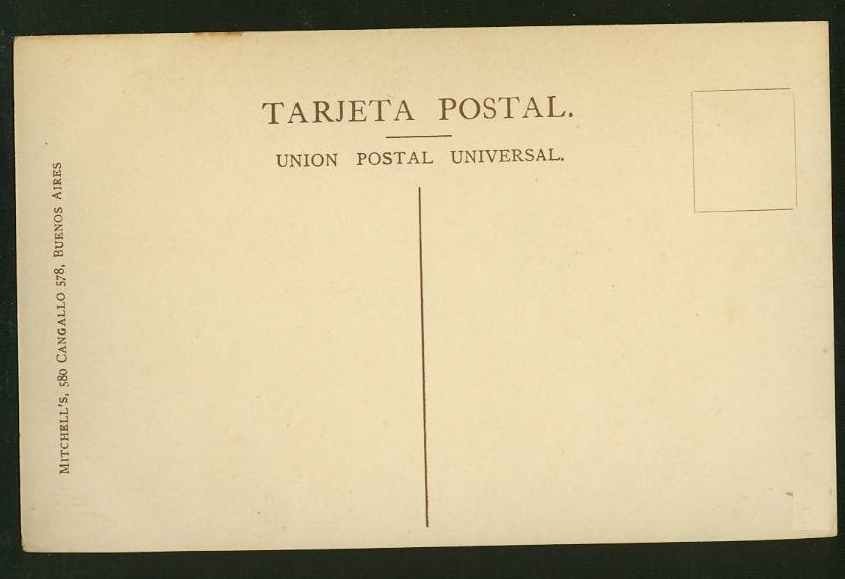 TARJETA POSTAL.
UNION POSTAL UNIVERSAL.
MITCHELL'S, 580 CANGALLO 578, BUENOS AIRES